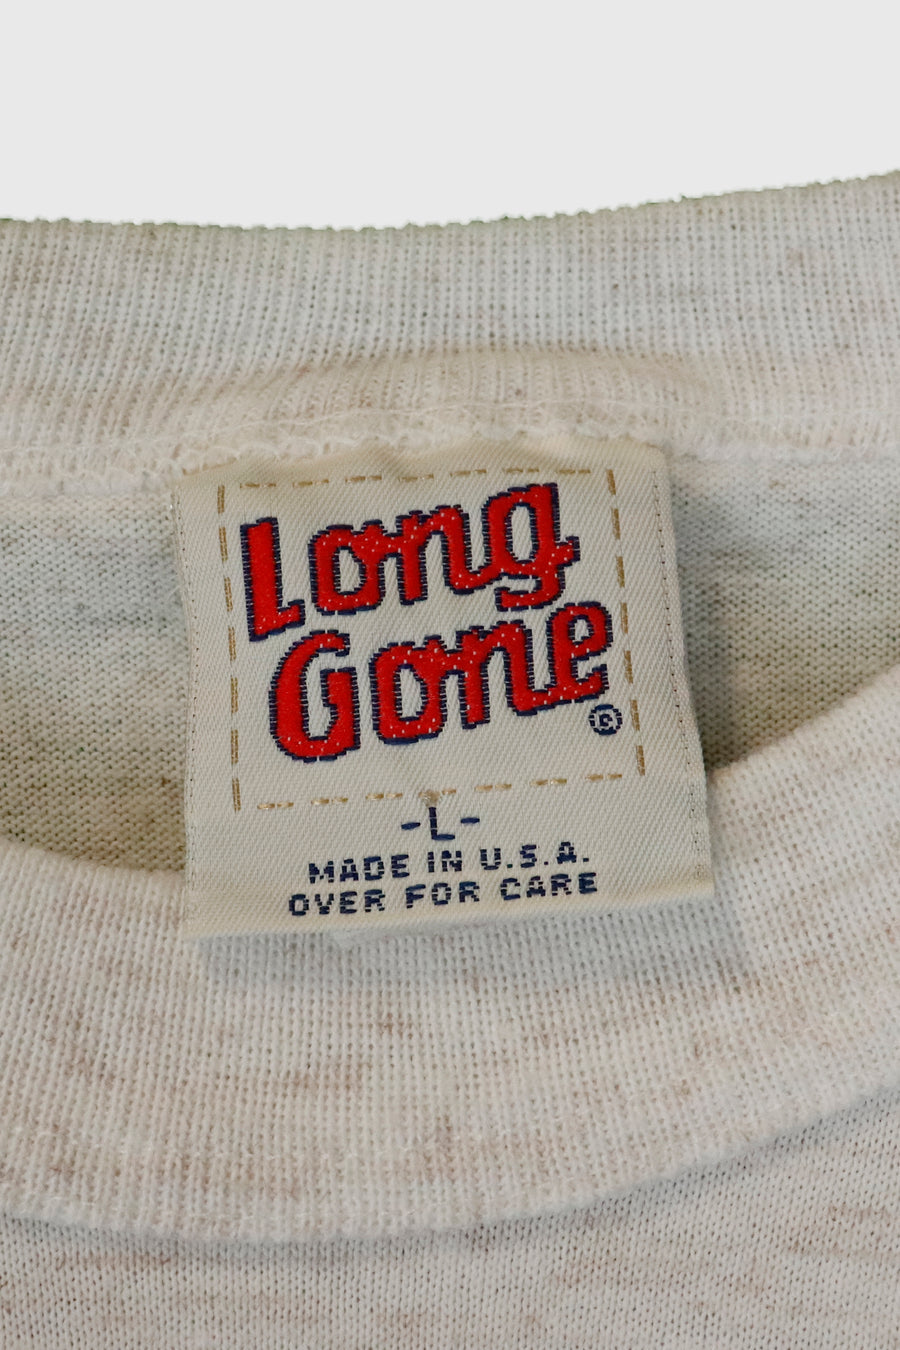 Long
Gone
©
-L-
MADE IN U.S.A.
OVER FOR CARE